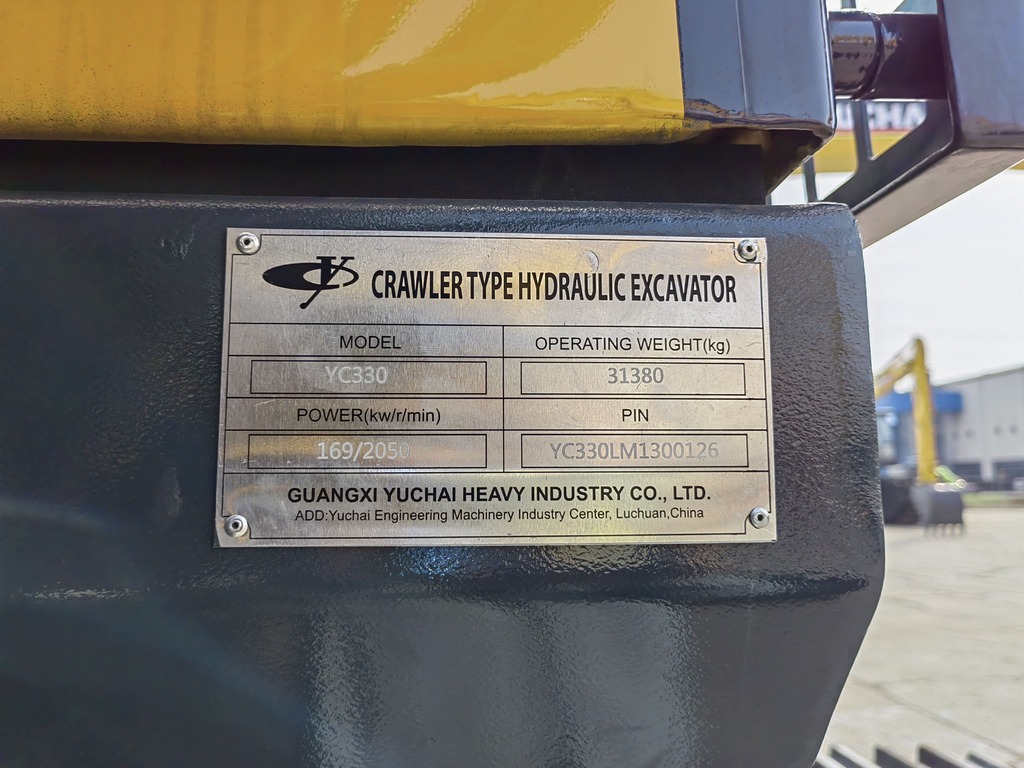 CRAWLER TYPE HYDRAULIC EXCAVATOR
MODEL
OPERATING WEIGHT(kg)
YC330
31380
POWER(kw/r/min)
PIN
169/2050
YC330LM1300126
GUANGXI YUCHAI HEAVY INDUSTRY CO., LTD.
ADD:Yuchai Engineering Machinery Industry Center, Luchuan,China